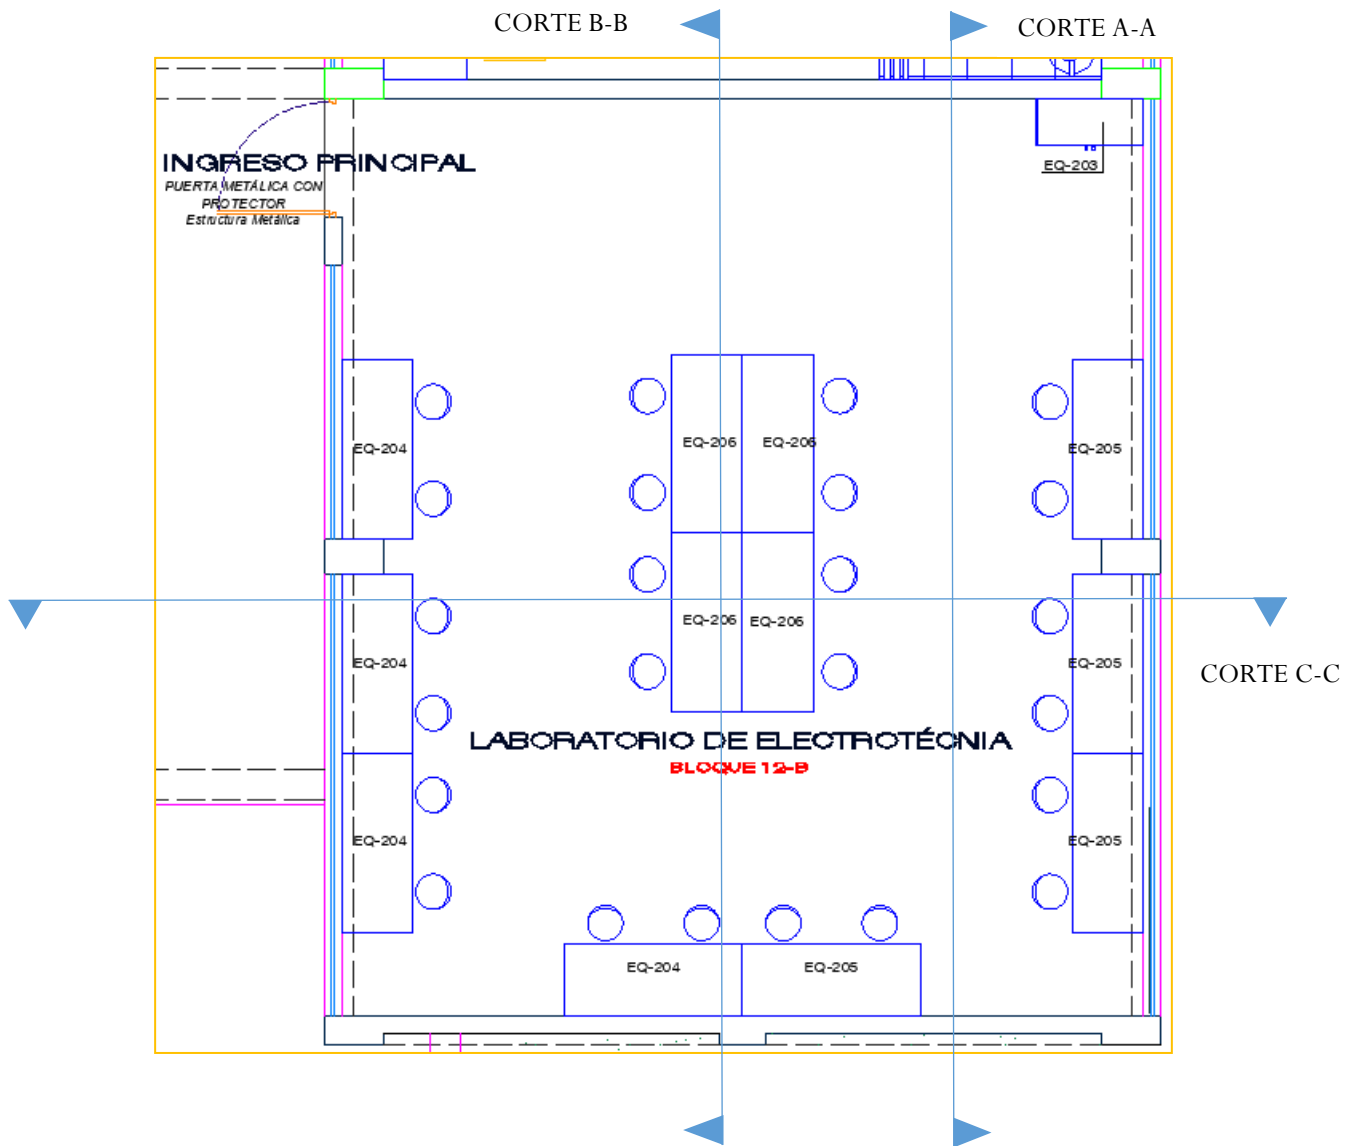 CORTE B-B
CORTE A-A
INGRESO PRINCIPAL
PUERTA METÁLICA CON
PROTECTOR
Estructura Metálica
EQ-203
EQ-204
EQ-206
EQ-206
EQ-205
EQ-206
EQ-206
EQ-204
EQ-205
CORTE C-C
LABORATORIO DE ELECTROTÉCNIA
BLOQUE 12-B
EQ-204
EQ-205
EQ-204
EQ-205